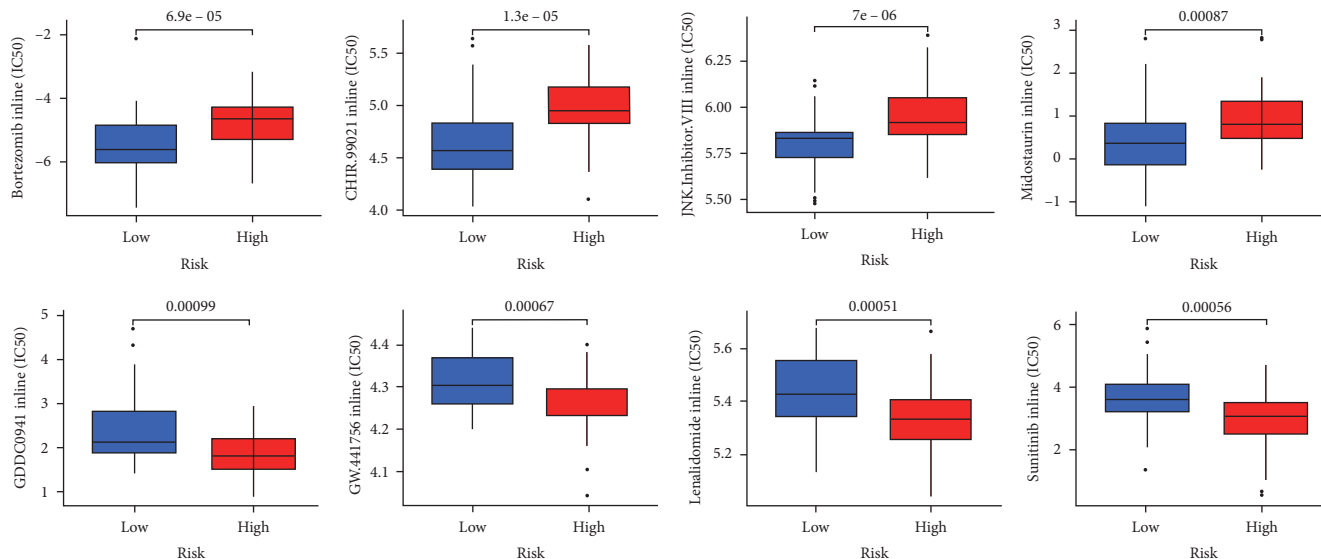 6.9e – 05
Bortezomib inline (IC50)
–2
–4
–6
Low
High
Risk
1.3e – 05
CHIR.99021 inline (IC50)
5.5
5.0
4.5
4.0
Low
High
Risk
7e – 06
JNK.Inhibitor.VIII inline (IC50)
6.25
6.00
5.75
5.50
Low
High
Risk
0.00087
Midostaurin inline (IC50)
3
2
1
0
–1
Low
High
Risk
0.00099
GDDC0941 inline (IC50)
5
4
3
2
1
Low
High
Risk
0.00067
GW.441756 inline (IC50)
4.4
4.3
4.2
4.1
Low
High
Risk
0.00051
Lenalidomide inline (IC50)
5.6
5.4
5.2
Low
High
Risk
0.00056
Sunitinib inline (IC50)
6
4
2
Low
High
Risk